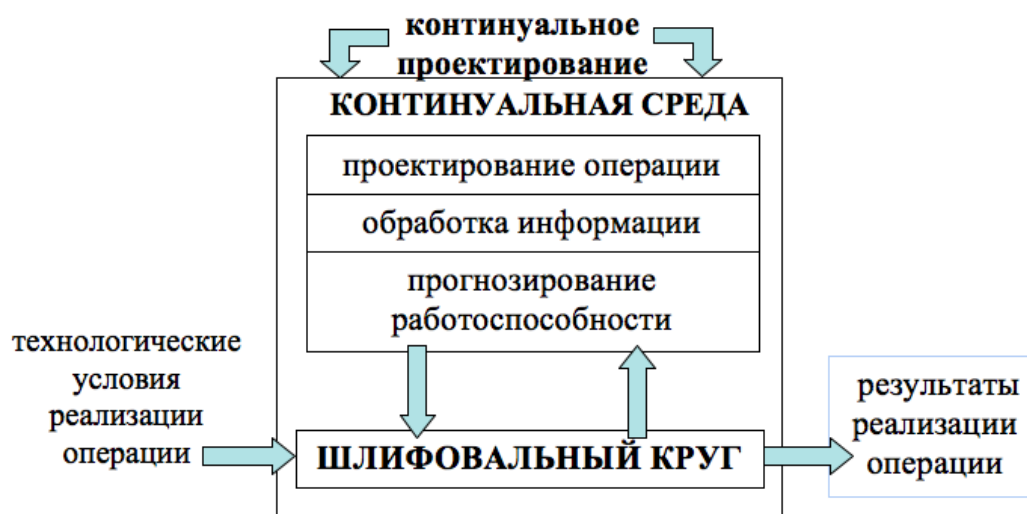 континуальное
проектирование
КОНТИНУАЛЬНАЯ СРЕДА
проектирование операции
обработка информации
прогнозирование
работоспособности
технологические
условия
реализации
операции
ШЛИФОВАЛЬНЫЙ КРУГ
результаты
реализации
операции